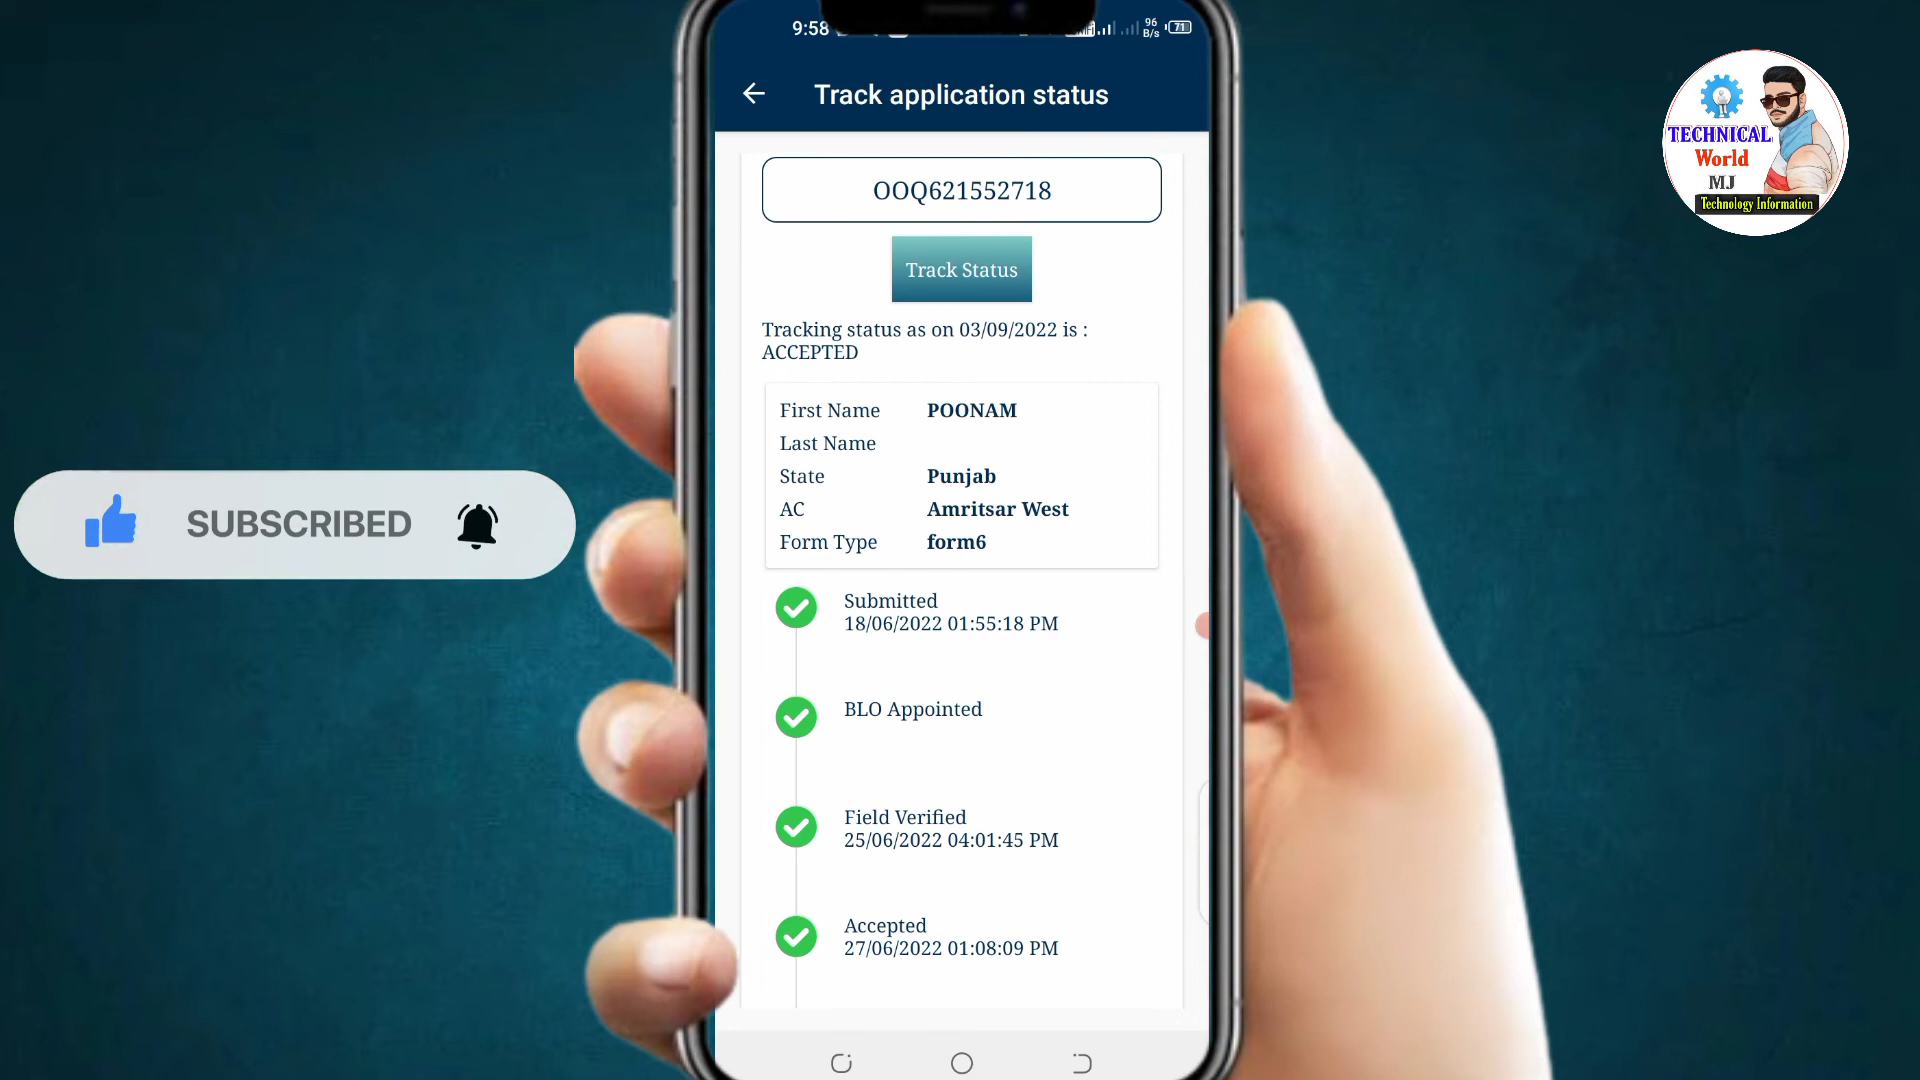 9:58
96
B/s
71
Track application status
OOQ621552718
Track Status
Tracking status as on 03/09/2022 is :
ACCEPTED
First Name POONAM
Last Name
State Punjab
AC Amritsar West
Form Type form6
Submitted
18/06/2022 01:55:18 PM
BLO Appointed
Field Verified
25/06/2022 04:01:45 PM
Accepted
27/06/2022 01:08:09 PM
SUBSCRIBED
TECHNICAL
World
MJ
Technology Information